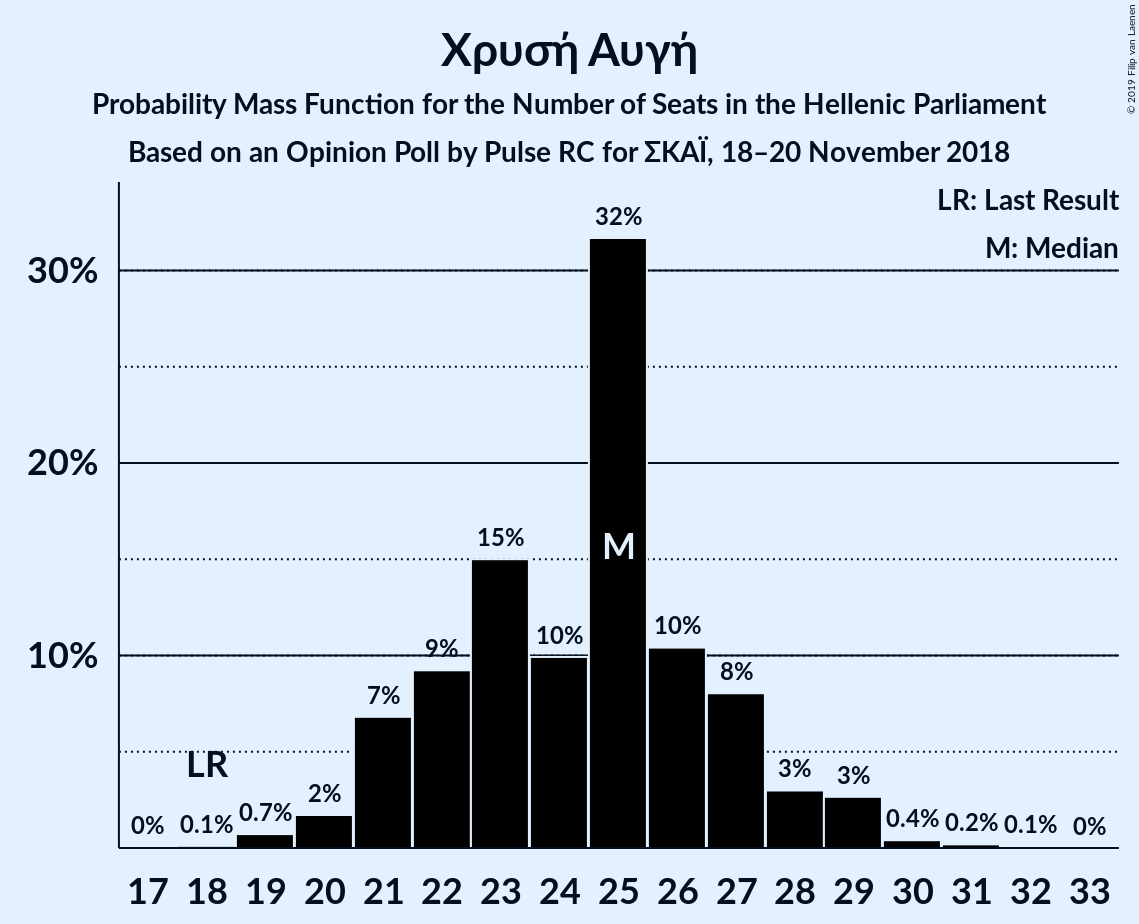 Χρυσή Αυγή
Probability Mass Function for the Number of Seats in the Hellenic Parliament
Based on an Opinion Poll by Pulse RC for ΣΚΑΪ, 18–20 November 2018
© 2019 Filip van Laenen
LR: Last Result
M: Median
30%
20%
10%
0%
0.1%
0.7%
2%
7%
9%
15%
10%
32%
10%
8%
3%
3%
0.4%
0.2%
0.1%
0%
LR
M
17 18 19 20 21 22 23 24 25 26 27 28 29 30 31 32 33